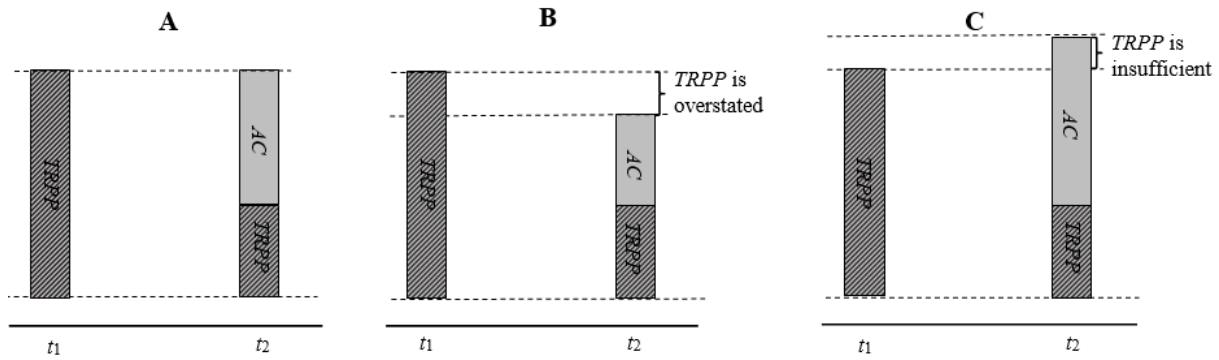 A
B
C
TRPP
AC
TRPP
t1
t2
TRPP
AC
TRPP
TRPP is
overstated
t1
t2
TRPP
AC
TRPP
TRPP is
insufficient
t1
t2